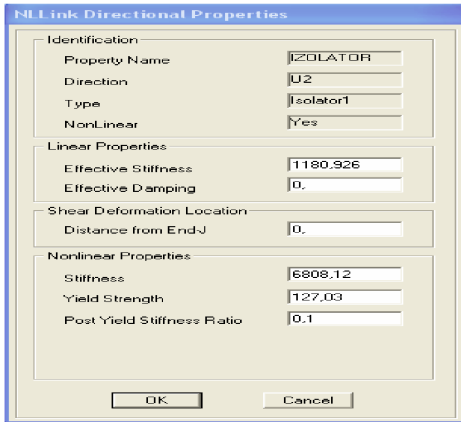 NLLink Directional Properties
Identification
Property Name IZOLATOR
Direction U2
Type Isolator1
NonLinear Yes
Linear Properties
Effective Stiffness 1180,926
Effective Damping 0,
Shear Deformation Location
Distance from End-J 0,
Nonlinear Properties
Stiffness 6808,12
Yield Strength 127,03
Post Yield Stiffness Ratio 0,1
OK Cancel